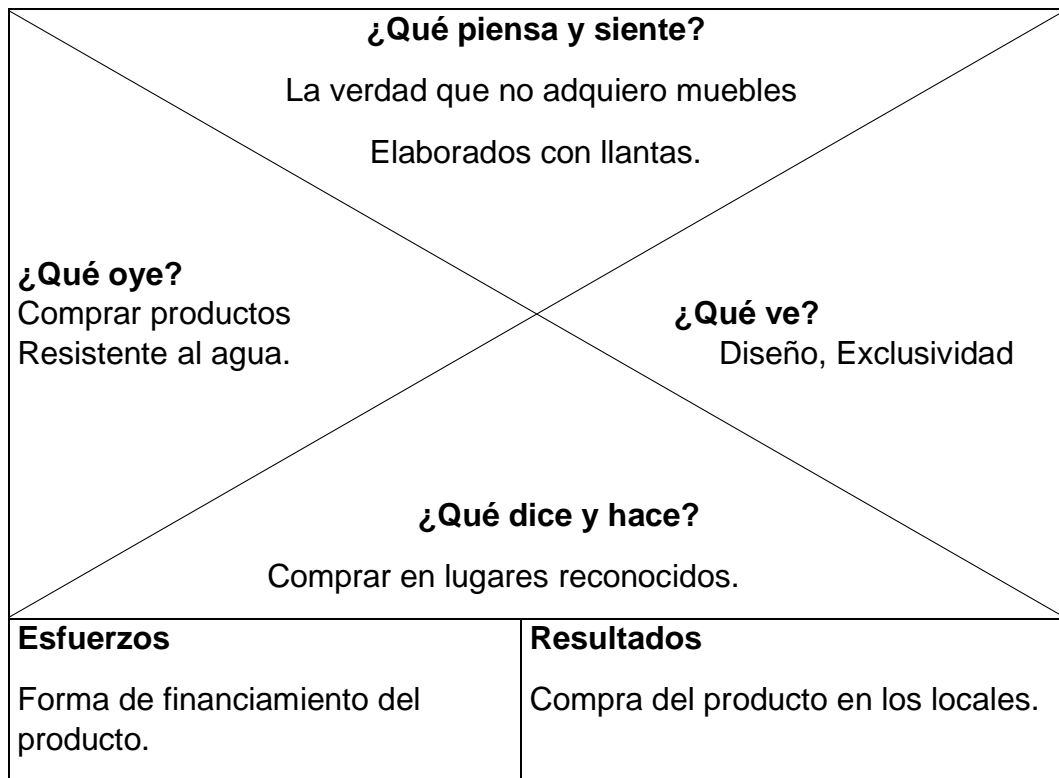 ¿Qué piensa y siente?
La verdad que no adquiero muebles
Elaborados con llantas.
¿Qué oye?
Comprar productos
Resistente al agua.
¿Qué ve?
Diseño, Exclusividad
¿Qué dice y hace?
Comprar en lugares reconocidos.
Esfuerzos
Forma de financiamiento del
producto.
Resultados
Compra del producto en los locales.